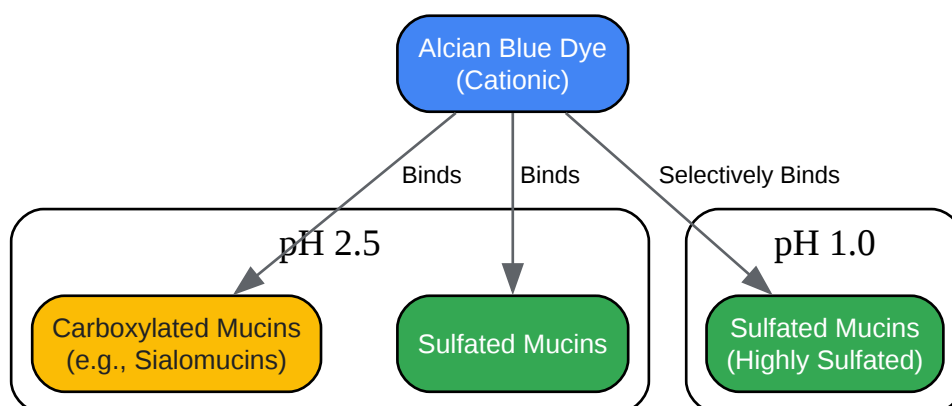 Alcian Blue Dye
(Cationic)
Binds
Binds
Selectively Binds
pH 2.5
pH 1.0
Carboxylated Mucins
(e.g., Sialomucins)
Sulfated Mucins
Sulfated Mucins
(Highly Sulfated)